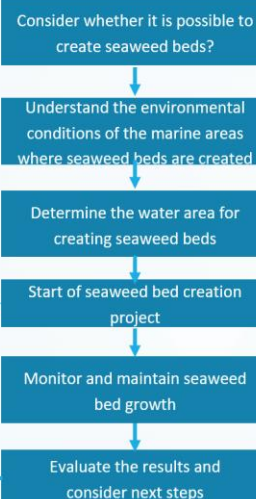 Consider whether it is possible to
create seaweed beds?
Understand the environmental
conditions of the marine areas
where seaweed beds are created
Determine the water area for
creating seaweed beds
Start of seaweed bed creation
project
Monitor and maintain seaweed
bed growth
Evaluate the results and
consider next steps